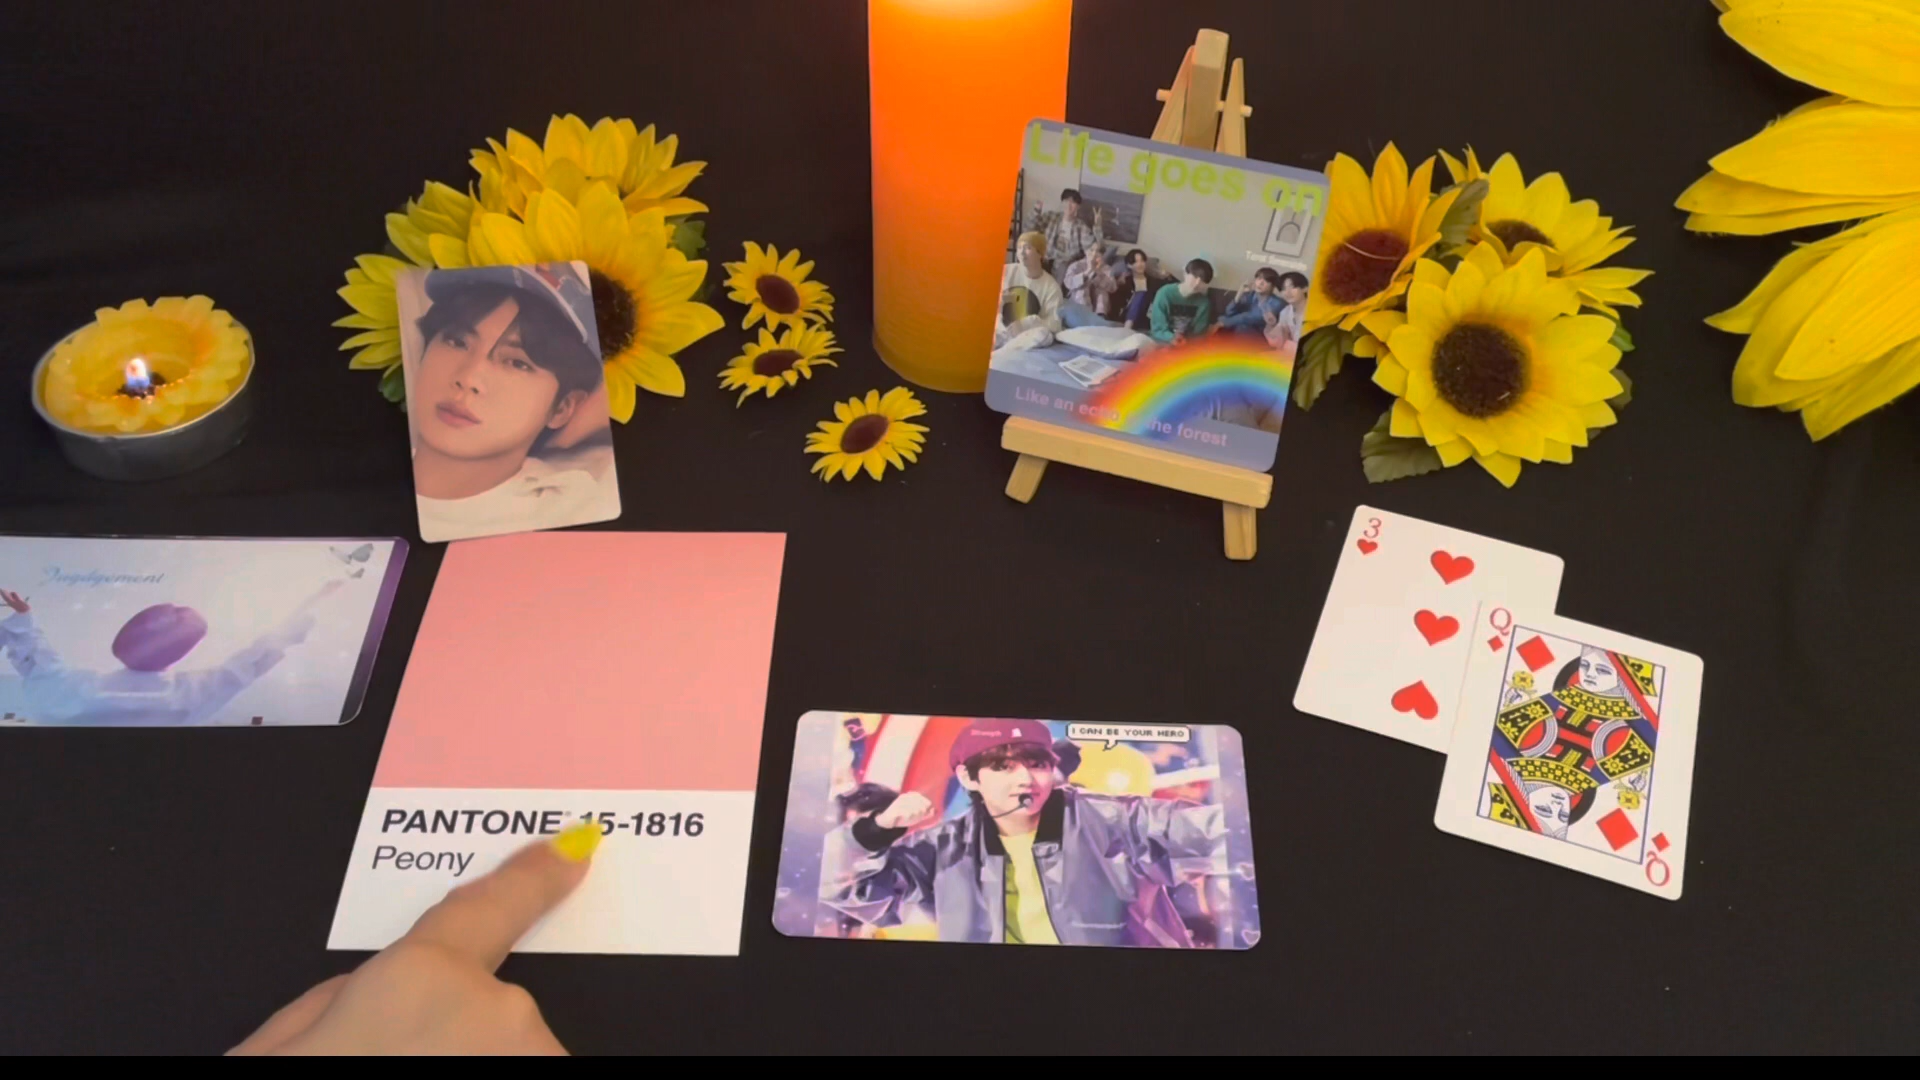 Life goes on
Like an echo
the forest
Judgement
3
Q
I CAN BE YOUR HERO
PANTONE® 15-1816
Peony
Q